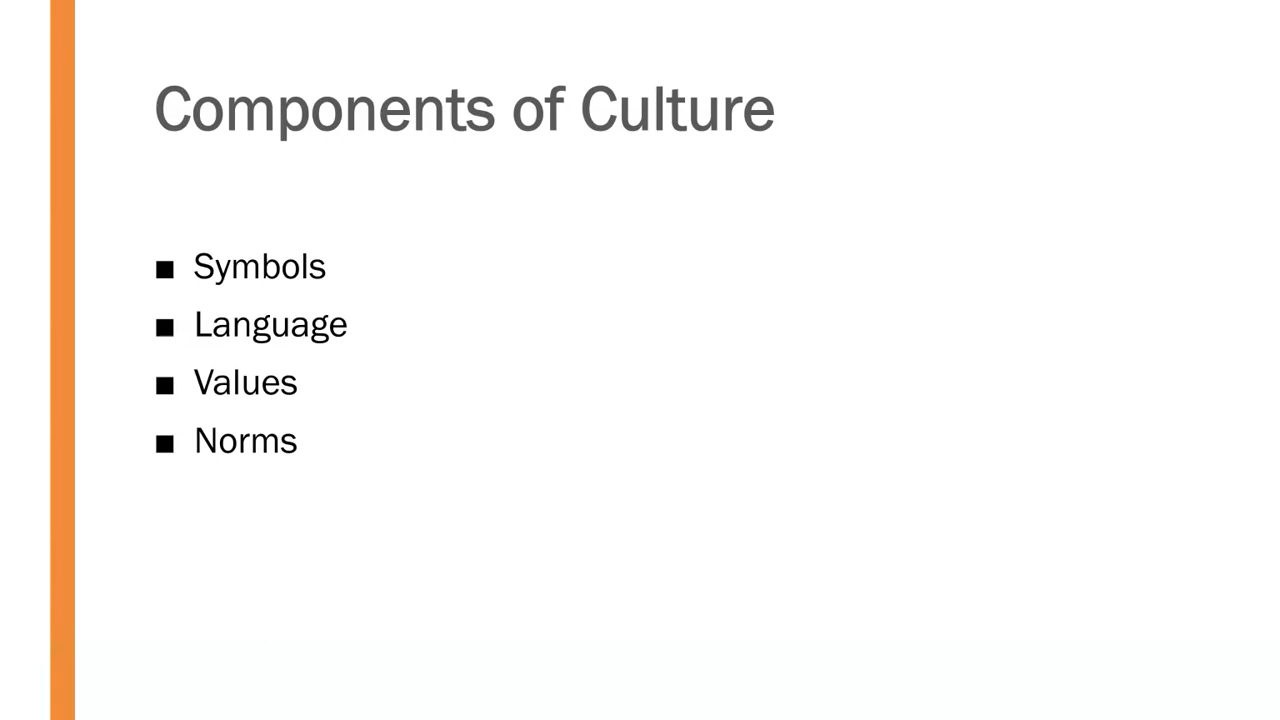 Components of Culture
■ Symbols
■ Language
■ Values
■ Norms